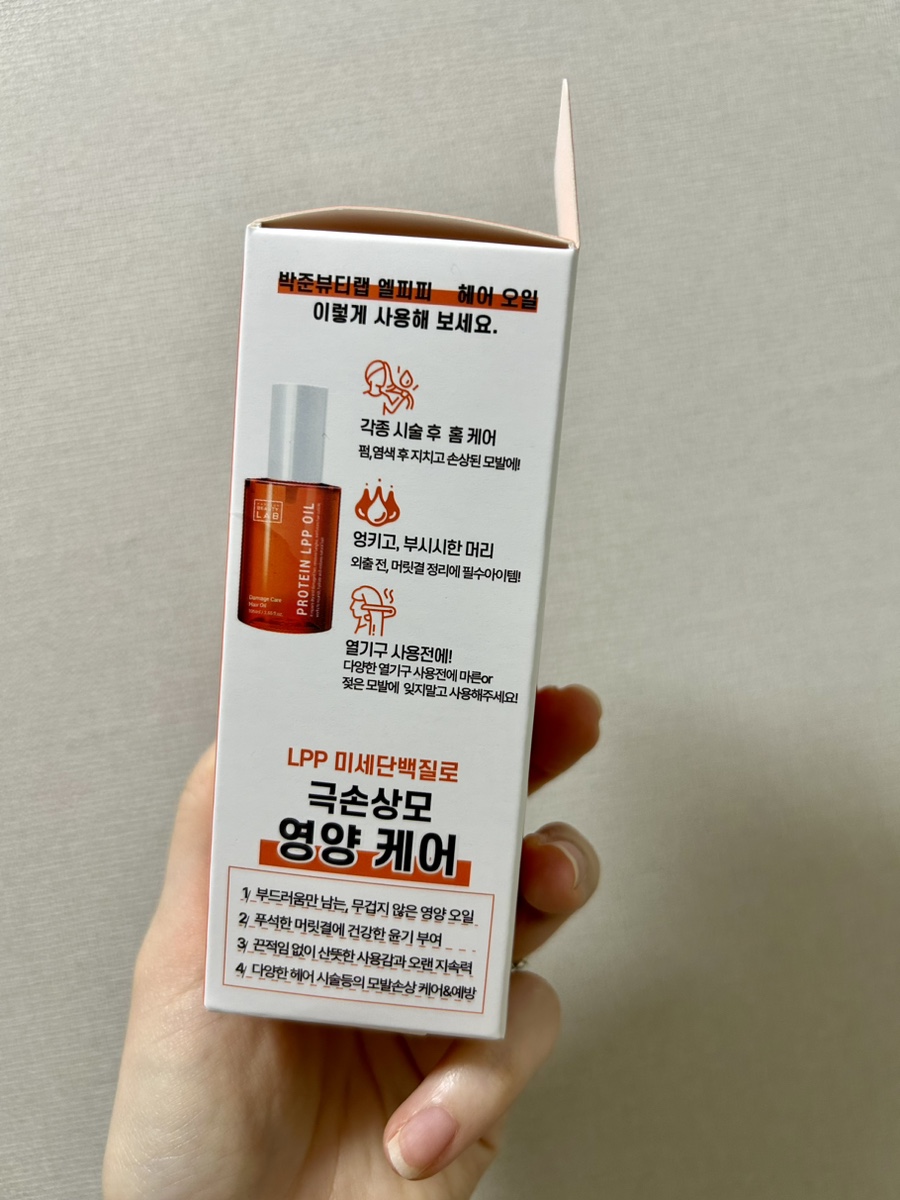 박준뷰티랩 엘피피 헤어 오일
이렇게 사용해 보세요.
각종 시술 후 홈 케어
펌,염색 후 지치고 손상된 모발에!
엉키고, 부시시한 머리
외출 전, 머릿결 정리에 필수아이템!
열기구 사용전에!
다양한 열기구 사용전에 마른or
젖은 모발에 잊지말고 사용해주세요!
BEAUTY
LAB
PROTEIN LPP OIL
Damage Care
Hair Oil
LPP 미세단백질로
극손상모
영양 케어
1/ 부드러움만 남는, 무겁지 않은 영양 오일
2/ 푸석한 머릿결에 건강한 윤기 부여
3/ 끈적임 없이 산뜻한 사용감과 오랜 지속력
4/ 다양한 헤어 시술등의 모발손상 케어&예방